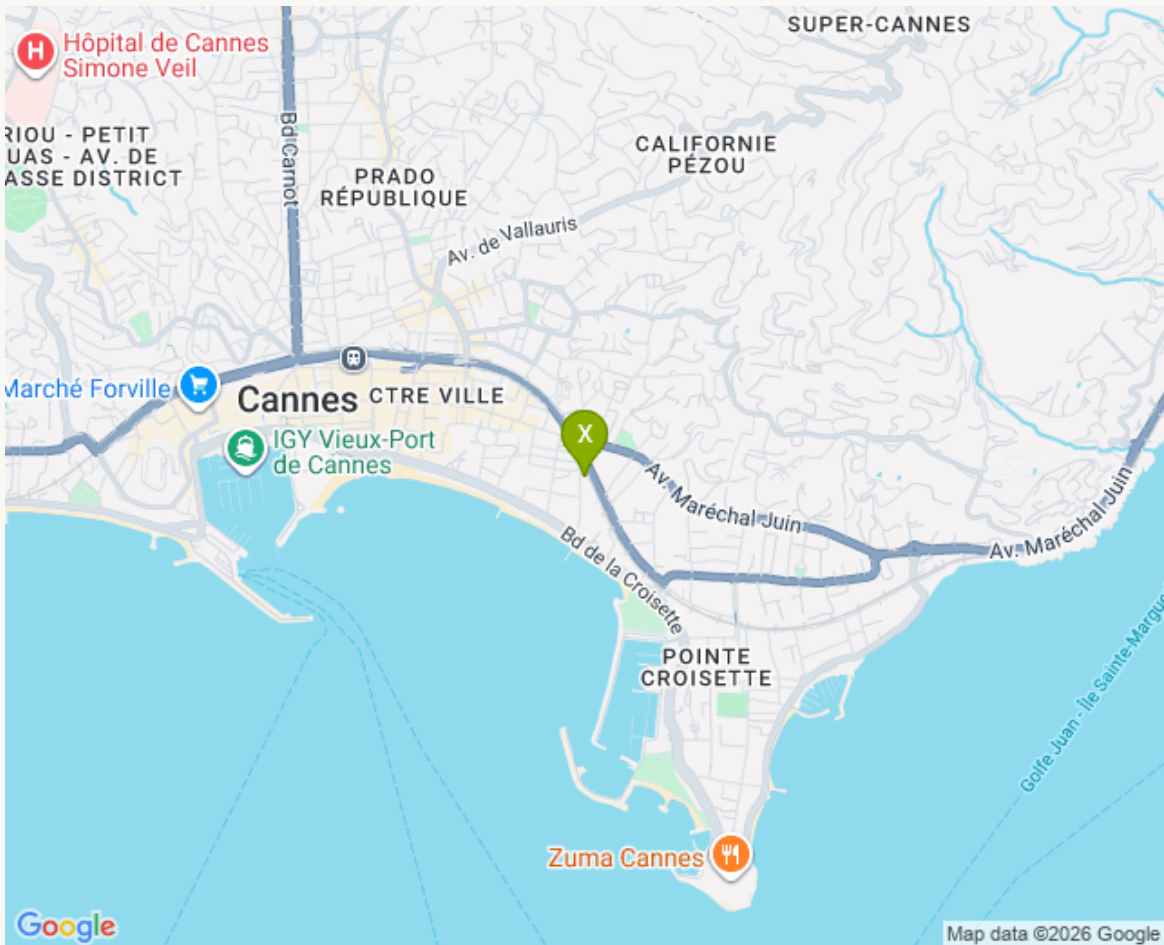 SUPER-CANNES
H
Hôpital de Cannes
Simone Veil
Bd Carnot
RIOU - PETIT
UAS - AV. DE
ASSE DISTRICT
CALIFORNIE
PÉZOU
PRADO
RÉPUBLIQUE
Av. de Vallauris
Marché Forville
Cannes
CTRE VILLE
X
IGY Vieux-Port
de Cannes
Av. Maréchal Juin
Av. Maréchal Juin
Bd de la Croisette
POINTE
CROISETTE
Golfe Juan - Île Sainte-Margue
Zuma Cannes
Google
Map data ©2026 Google